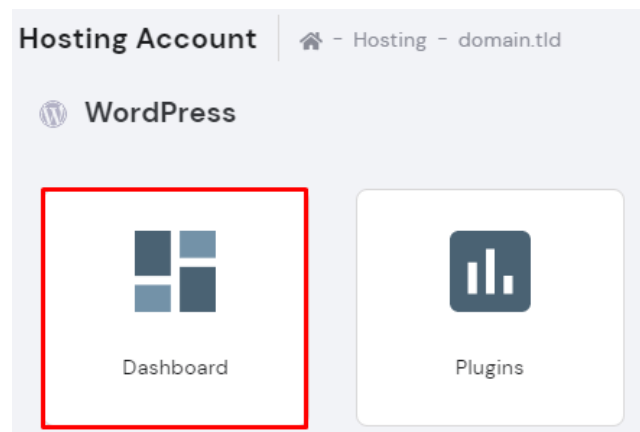 Hosting Account - Hosting - domain.tld
WordPress
Dashboard Plugins